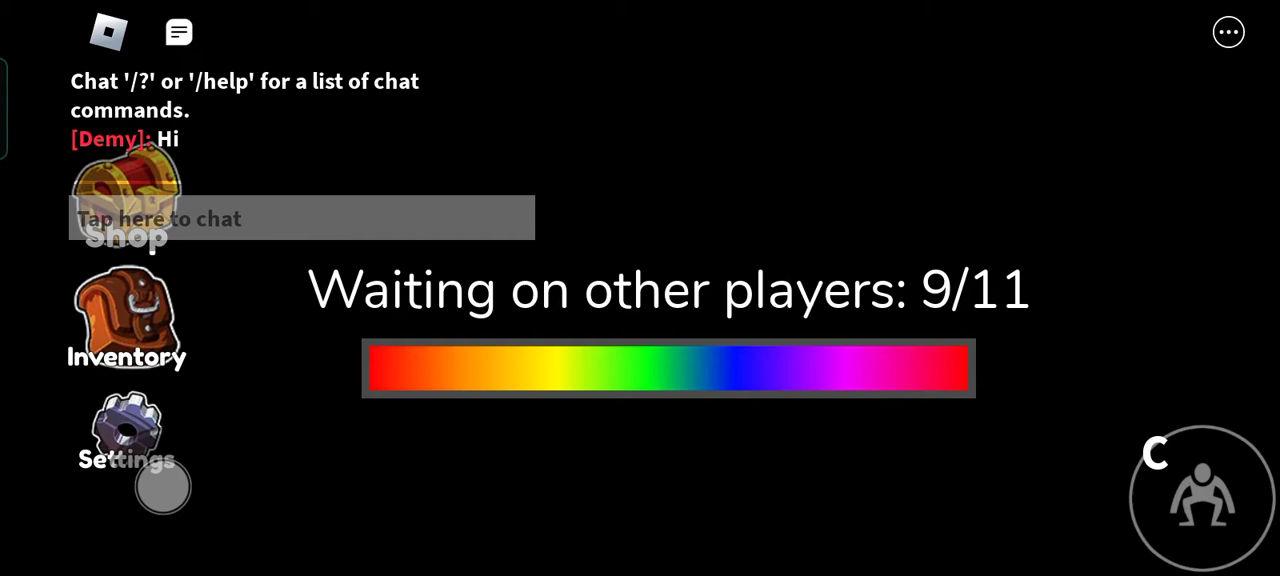 Chat '/?' or '/help' for a list of chat
commands.
[Demy]: Hi
Tap here to chat
Shop
Waiting on other players: 9/11
Inventory
Settings
C